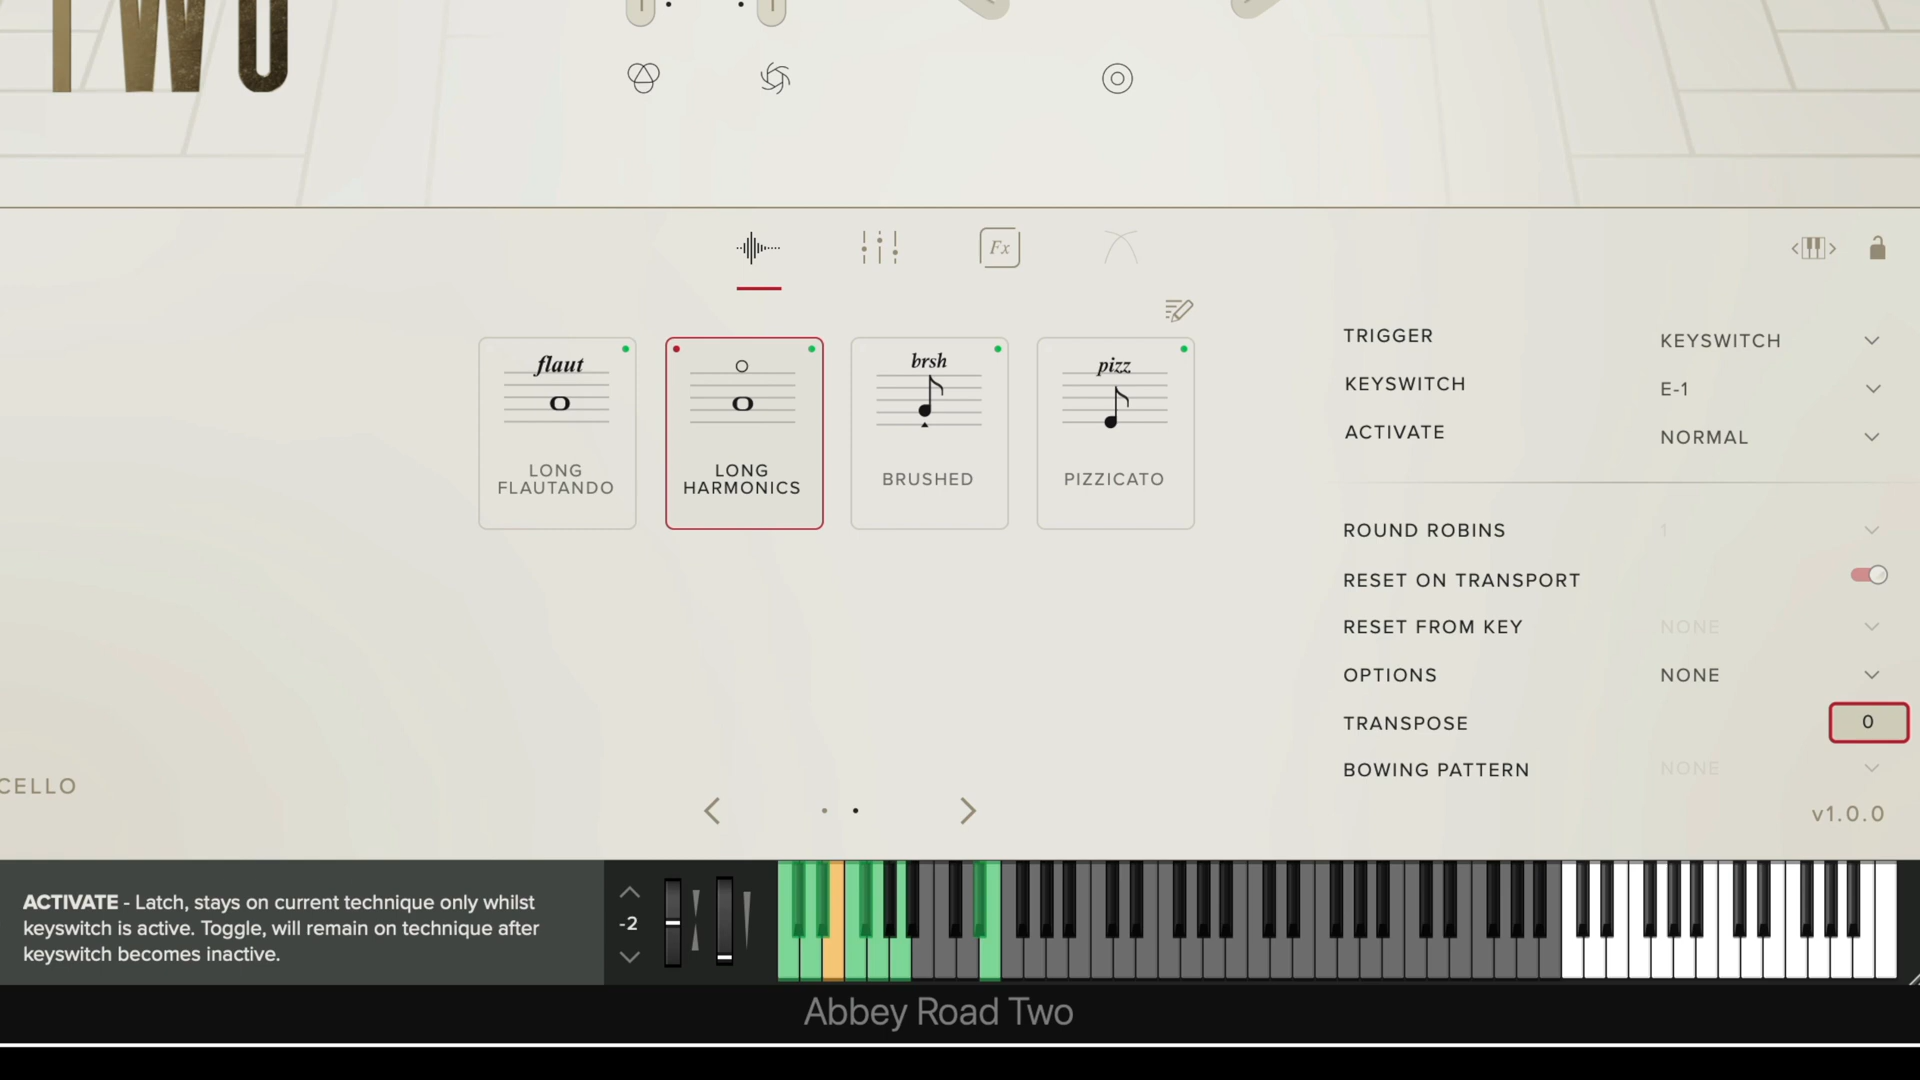 TWO
Fx
TRIGGER KEYSWITCH
KEYSWITCH E-1
ACTIVATE NORMAL
flaut
LONG
FLAUTANDO
LONG
HARMONICS
brsh
BRUSHED
pizz
PIZZICATO
ROUND ROBINS 1
RESET ON TRANSPORT
RESET FROM KEY NONE
OPTIONS NONE
TRANSPOSE 0
BOWING PATTERN NONE
CELLO
v1.0.0
ACTIVATE - Latch, stays on current technique only whilst
keyswitch is active. Toggle, will remain on technique after
keyswitch becomes inactive.
-2
Abbey Road Two